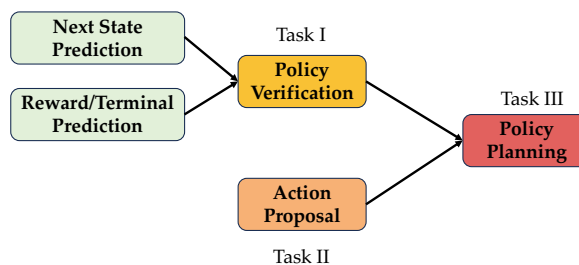 Next State
Prediction
Reward/Terminal
Prediction
Task I
Policy
Verification
Action
Proposal
Task II
Task III
Policy
Planning